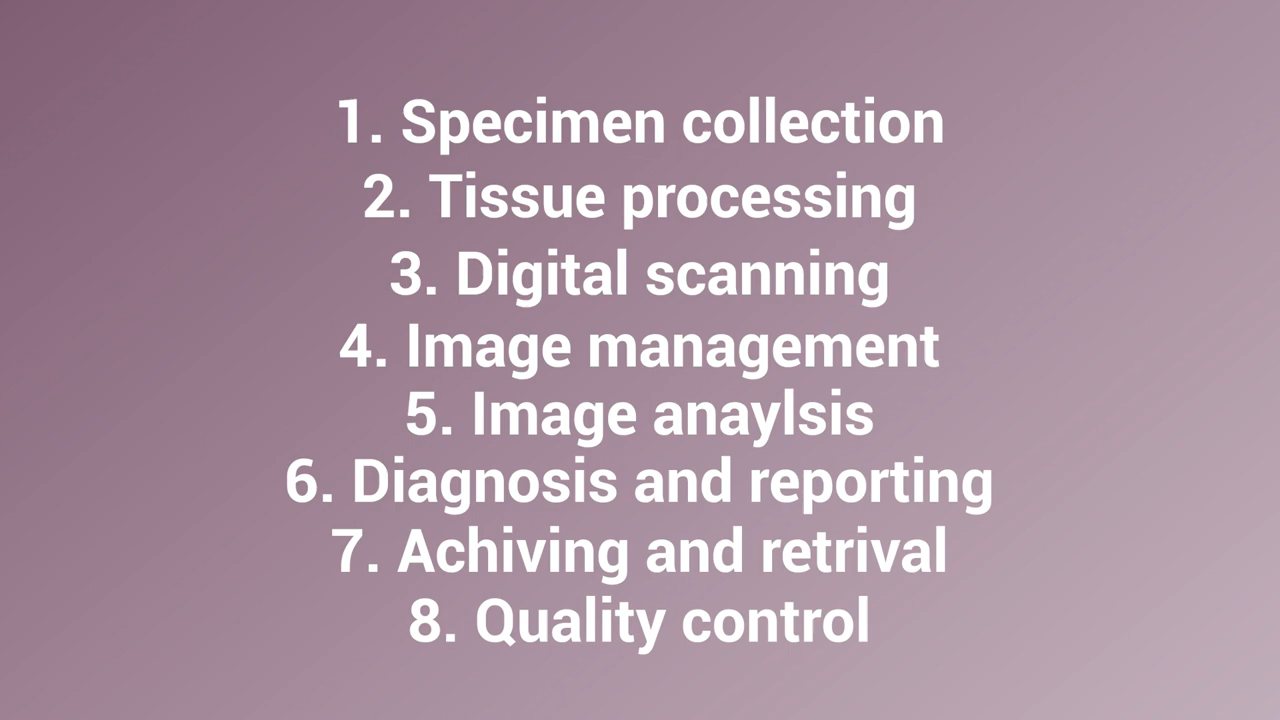 1. Specimen collection
2. Tissue processing
3. Digital scanning
4. Image management
5. Image anaylsis
6. Diagnosis and reporting
7. Achiving and retrival
8. Quality control